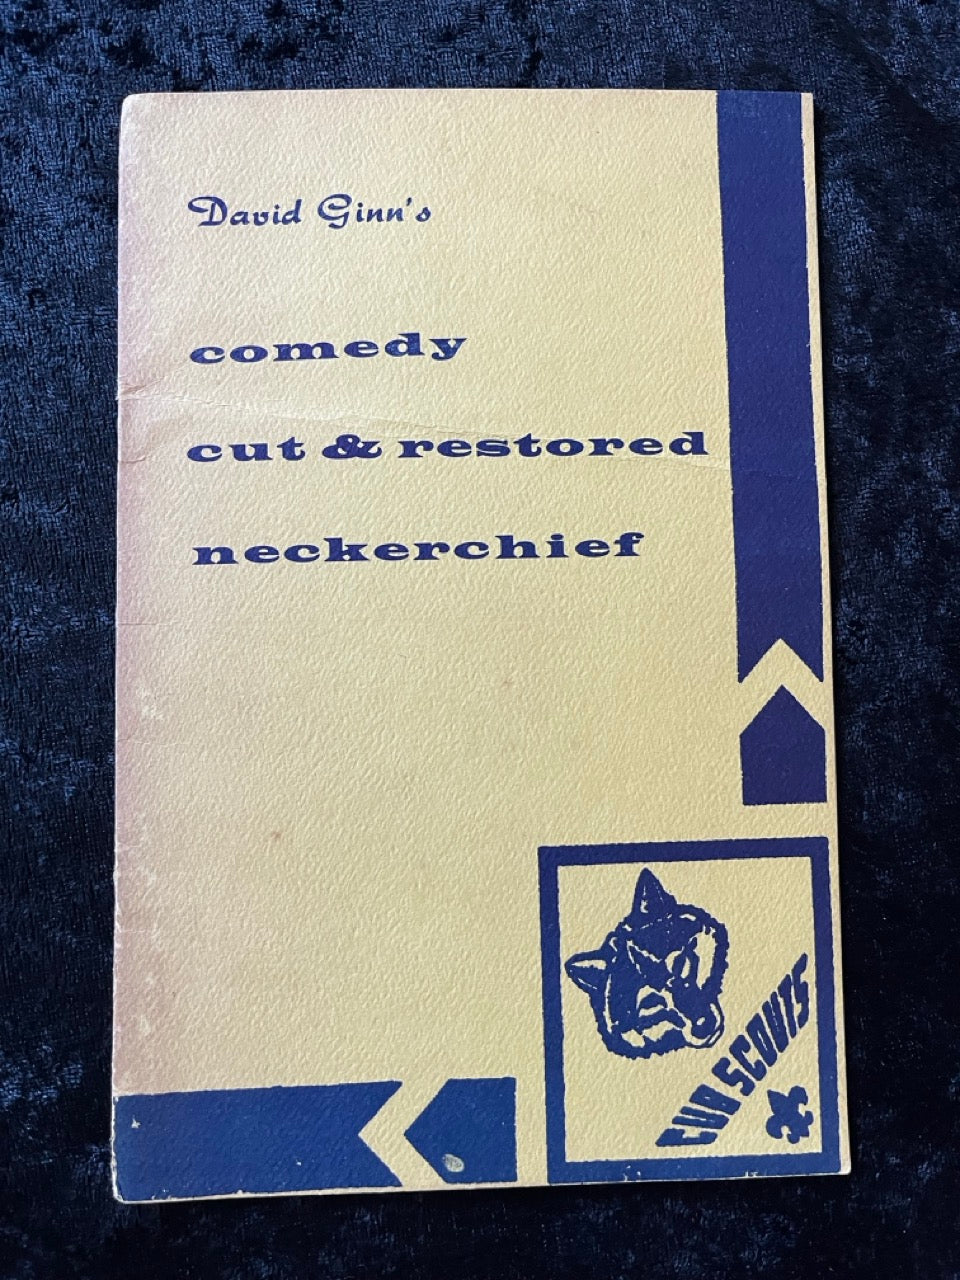 David Ginn's
comedy
cut & restored
neckerchief
CUB SCOUTS